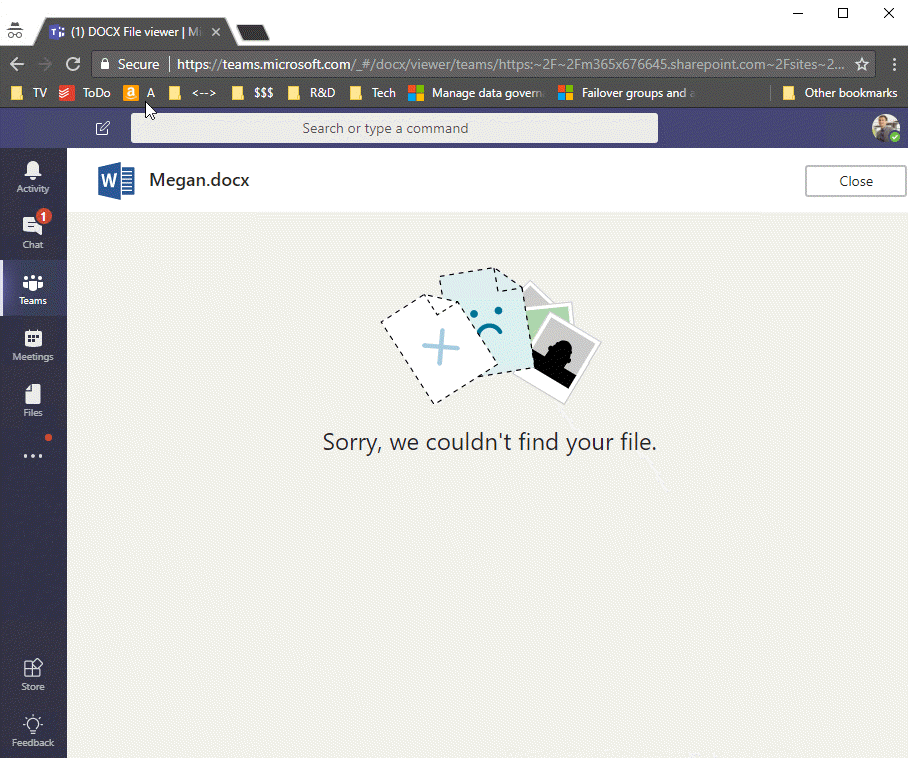 (1) DOCX File viewer | Mi
Secure
https://teams.microsoft.com/_#/docx/viewer/teams/https:~2F~2Fm365x676645.sharepoint.com~2Fsites~2...
TV ToDo A <--> $$$ R&D Tech Manage data govern Failover groups and a Other bookmarks
Search or type a command
Activity
1
Chat
Teams
Meetings
Files
Store
Feedback
W
Megan.docx
Close
Sorry, we couldn't find your file.